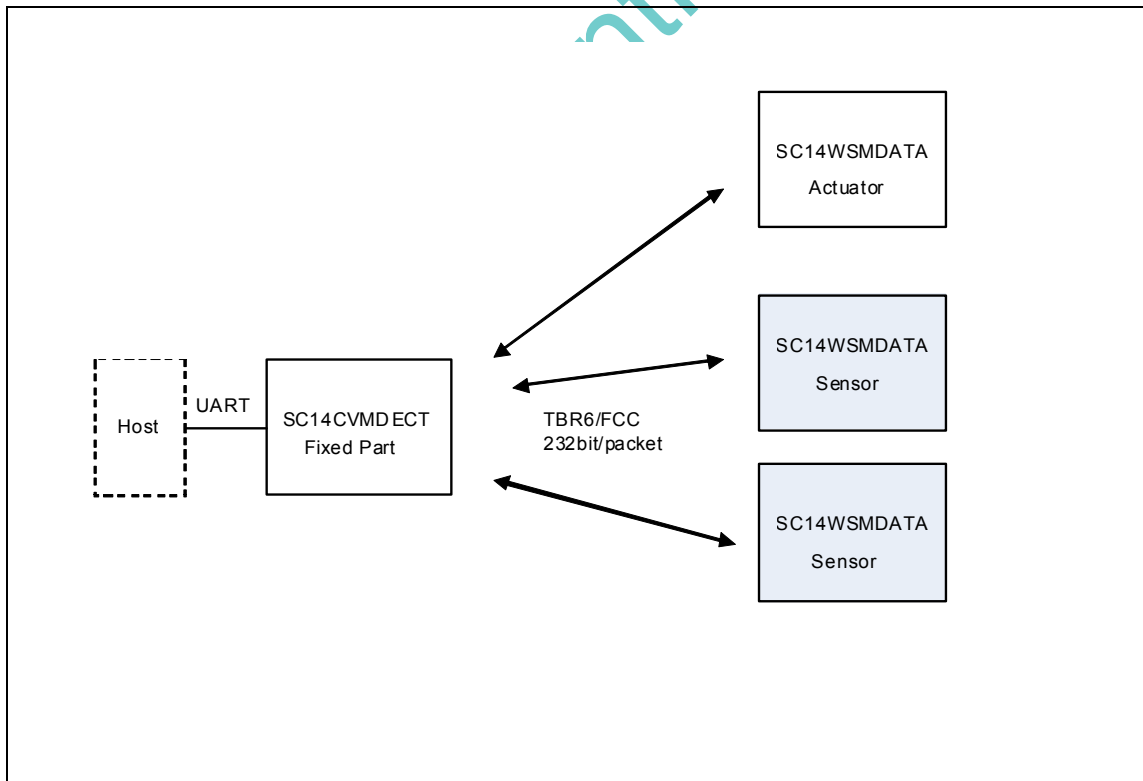 SC14WSMDATA
Actuator
SC14WSMDATA
Sensor
Host
UART
SC14CVMDECT
Fixed Part
TBR6/FCC
232bit/packet
SC14WSMDATA
Sensor